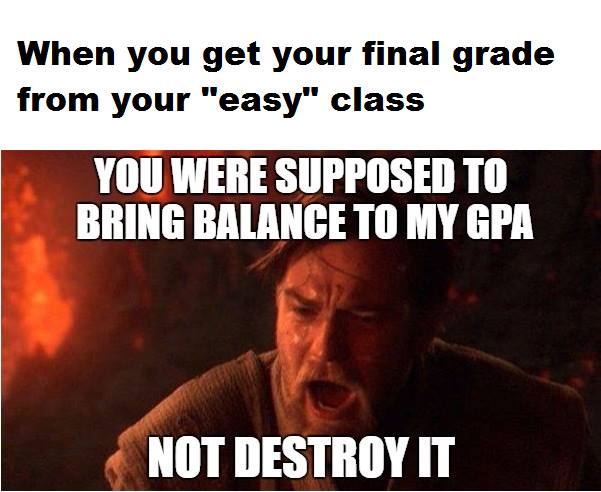 When you get your final grade
from your "easy" class
YOU WERE SUPPOSED TO
BRING BALANCE TO MY GPA
NOT DESTROY IT